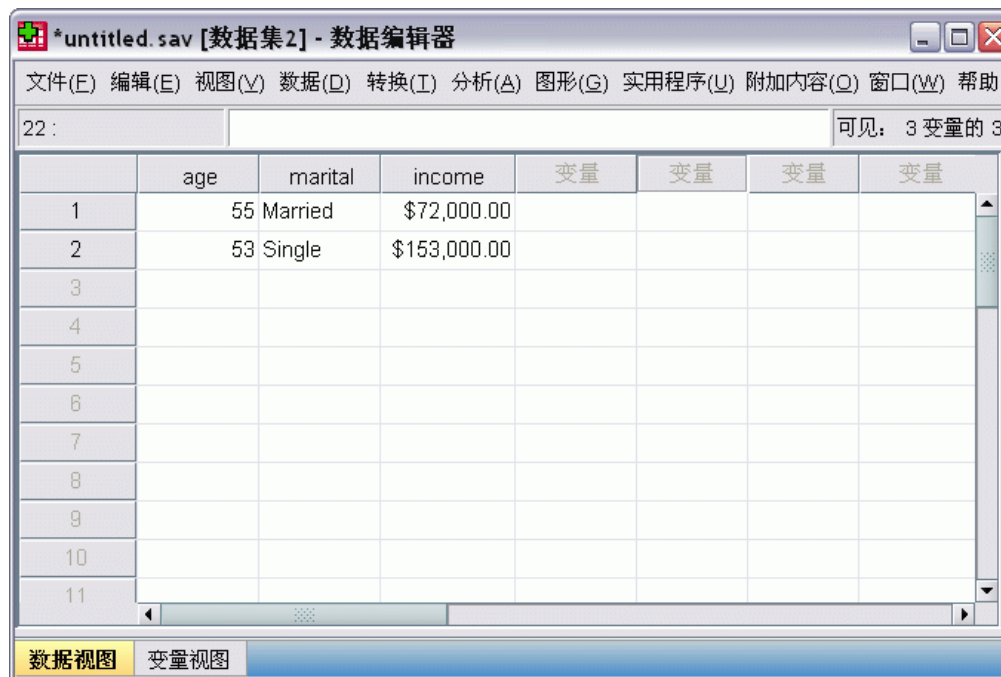 *untitled.sav [数据集2] - 数据编辑器
文件(F) 编辑(E) 视图(V) 数据(D) 转换(T) 分析(A) 图形(G) 实用程序(U) 附加内容(O) 窗口(W) 帮助
22 : 可见： 3 变量的 3
age marital income 变量 变量 变量 变量
1 55 Married $72,000.00
2 53 Single $153,000.00
3
4
5
6
7
8
9
10
11
数据视图 变量视图